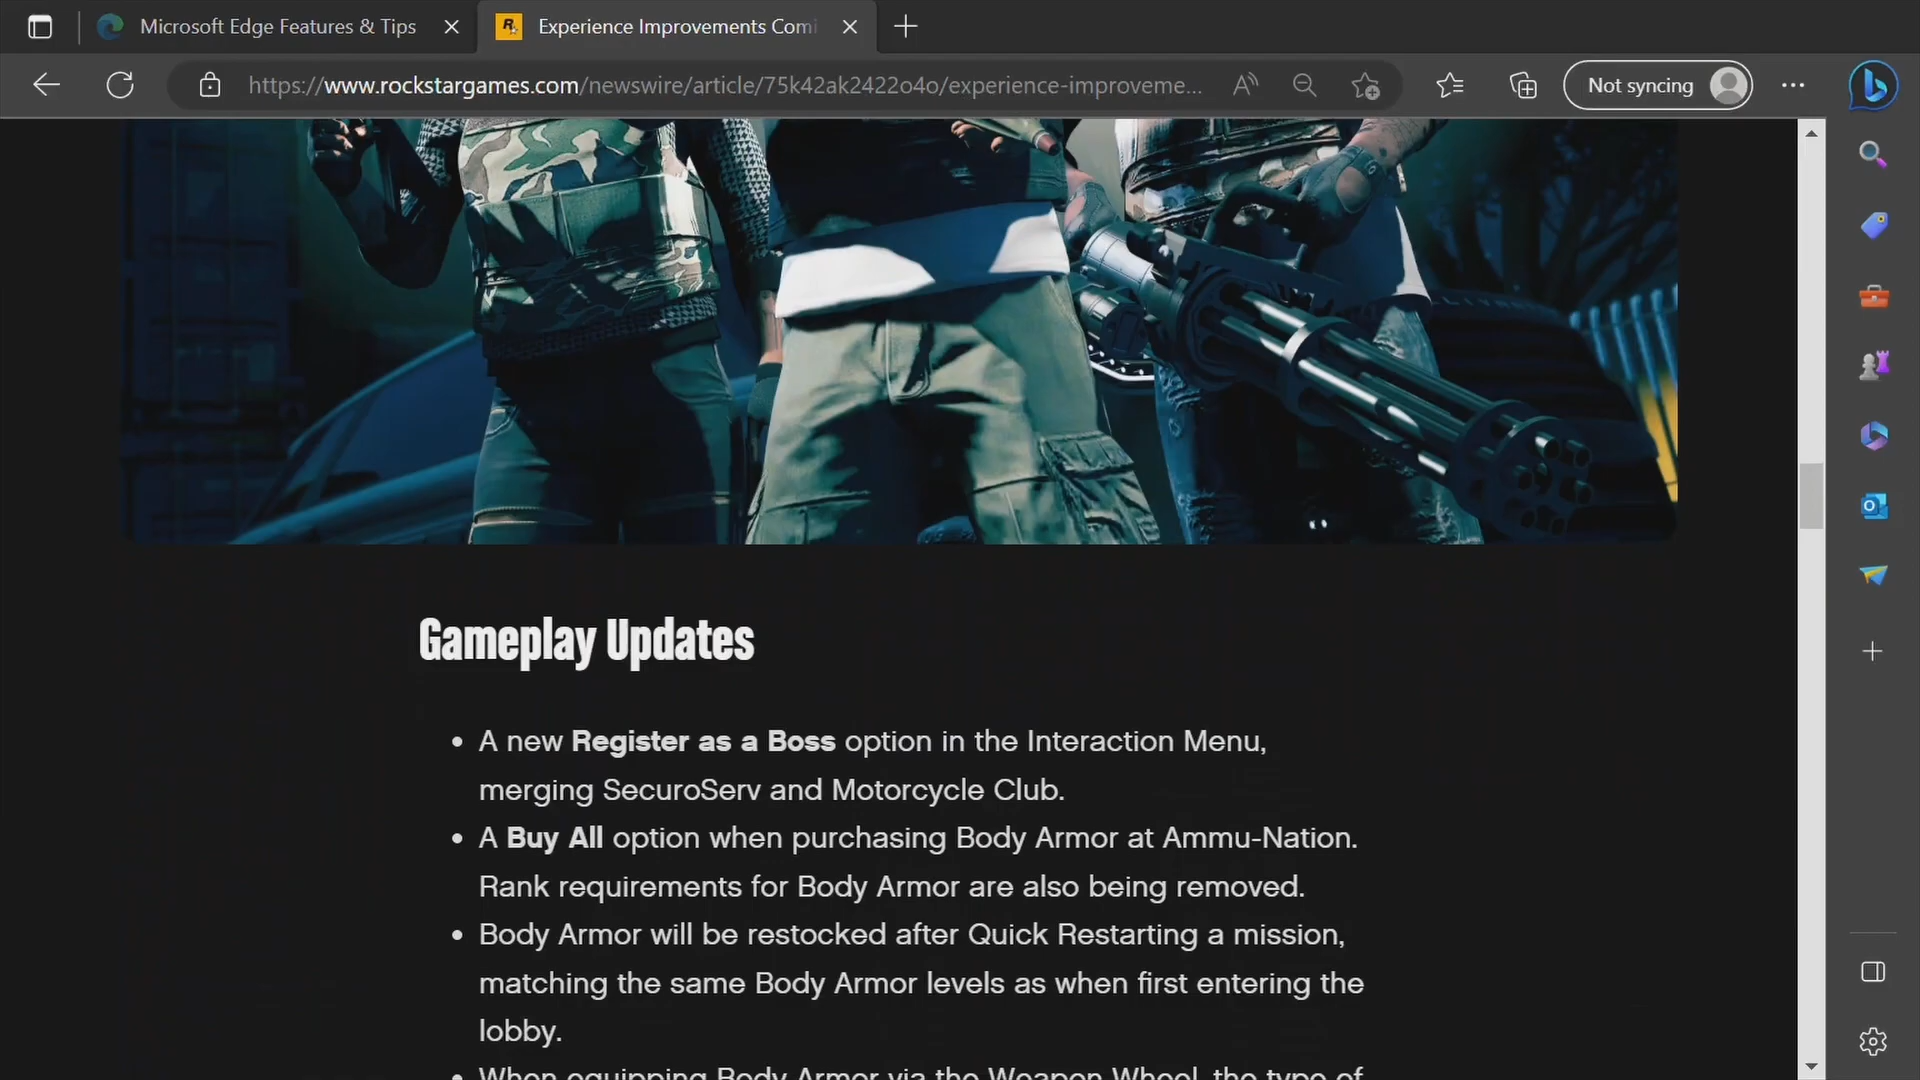 Microsoft Edge Features & Tips
Experience Improvements Comi
https://www.rockstargames.com/newswire/article/75k42ak2422o4o/experience-improveme...
Not syncing
Gameplay Updates
• A new Register as a Boss option in the Interaction Menu,
merging SecuroServ and Motorcycle Club.
• A Buy All option when purchasing Body Armor at Ammu-Nation.
Rank requirements for Body Armor are also being removed.
• Body Armor will be restocked after Quick Restarting a mission,
matching the same Body Armor levels as when first entering the
lobby.
• When equipping Body Armor via the Weapon Wheel, the type of